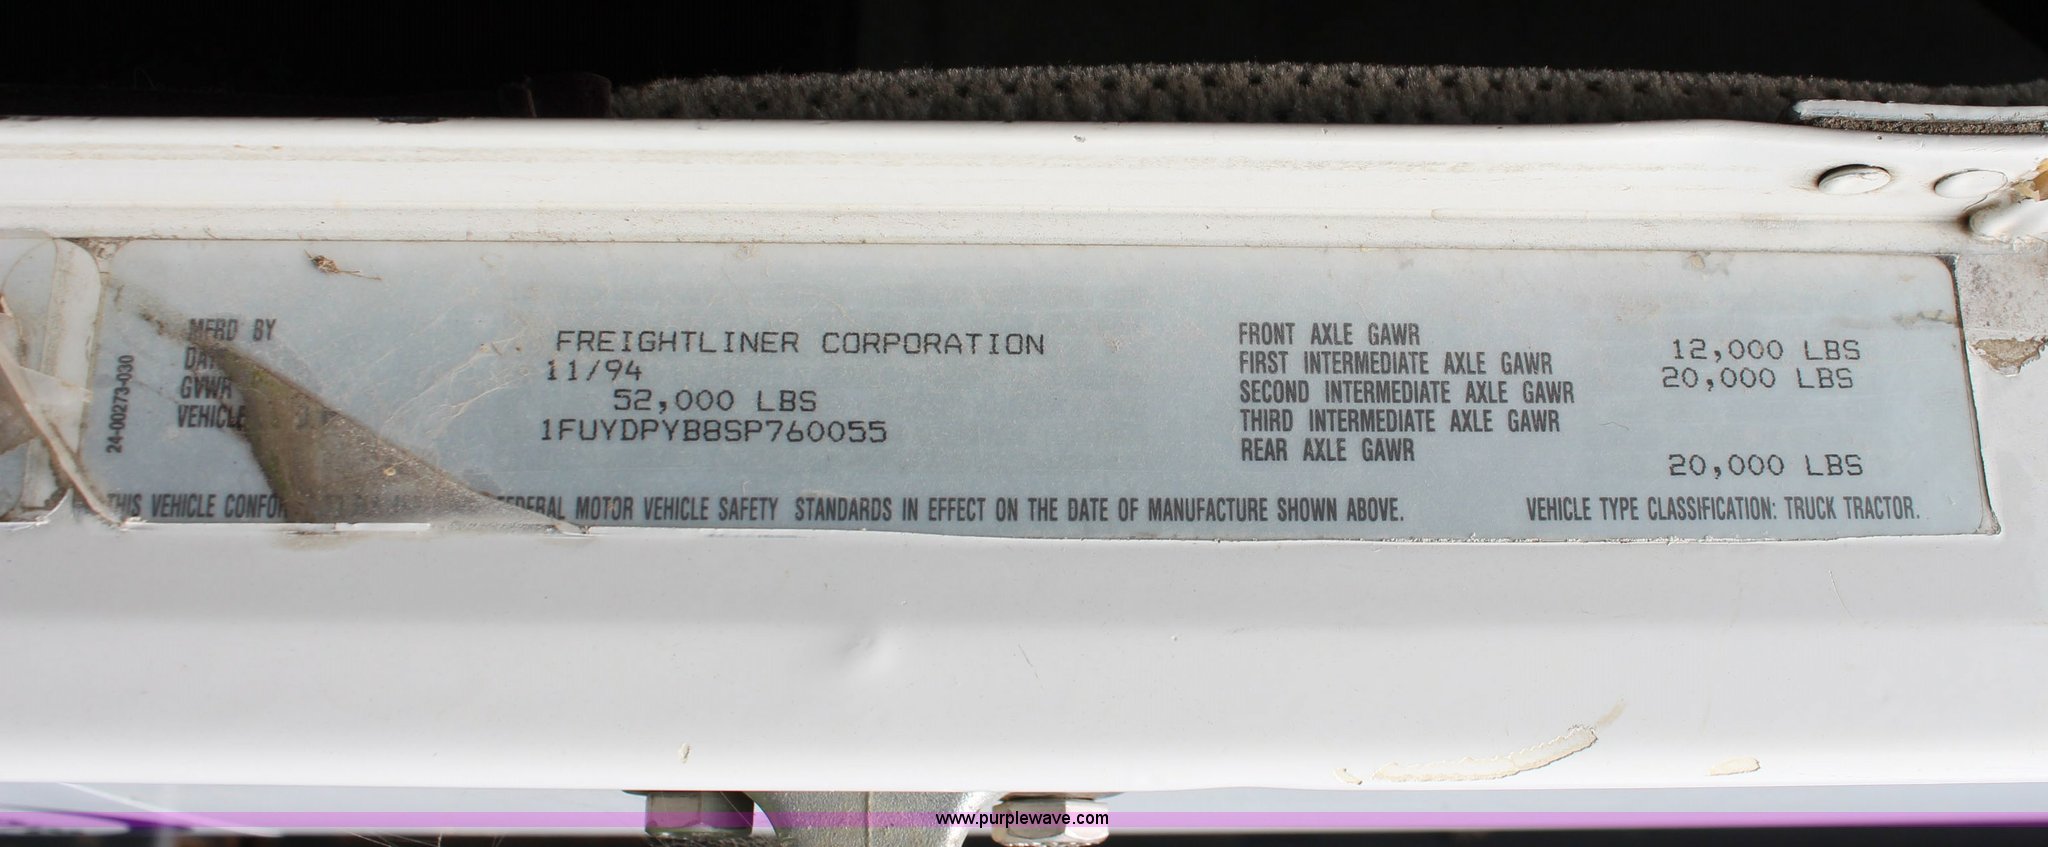 MFRD BY FREIGHTLINER CORPORATION
DATE 11/94
GVWR 52,000 LBS
VEHICLE 1FUYDPYB8SP760055
24-00273-030
FRONT AXLE GAWR 12,000 LBS
FIRST INTERMEDIATE AXLE GAWR 20,000 LBS
SECOND INTERMEDIATE AXLE GAWR
THIRD INTERMEDIATE AXLE GAWR
REAR AXLE GAWR 20,000 LBS
THIS VEHICLE FEDERAL MOTOR VEHICLE SAFETY STANDARDS IN EFFECT ON THE DATE OF MANUFACTURE SHOWN ABOVE. VEHICLE TYPE CLASSIFICATION: TRUCK TRACTOR.
www.purplewave.com